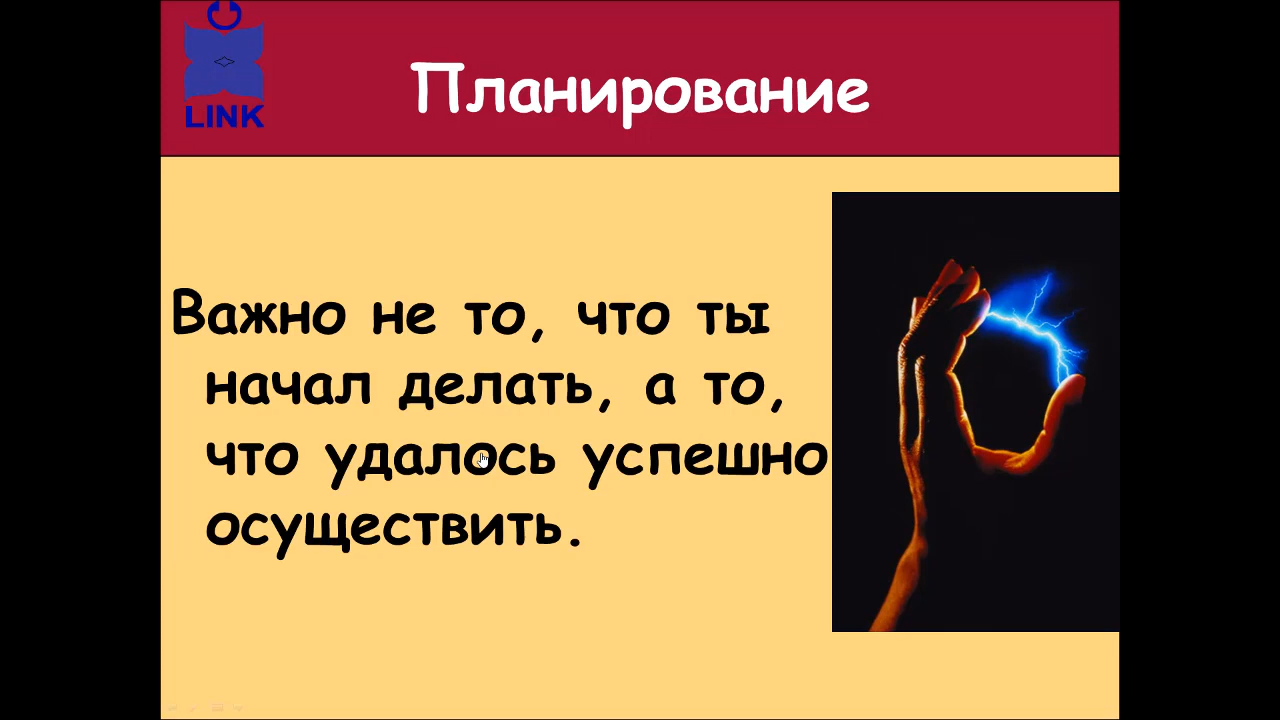 LINK
Планирование
Важно не то, что ты
начал делать, а то,
что удалось успешно
осуществить.